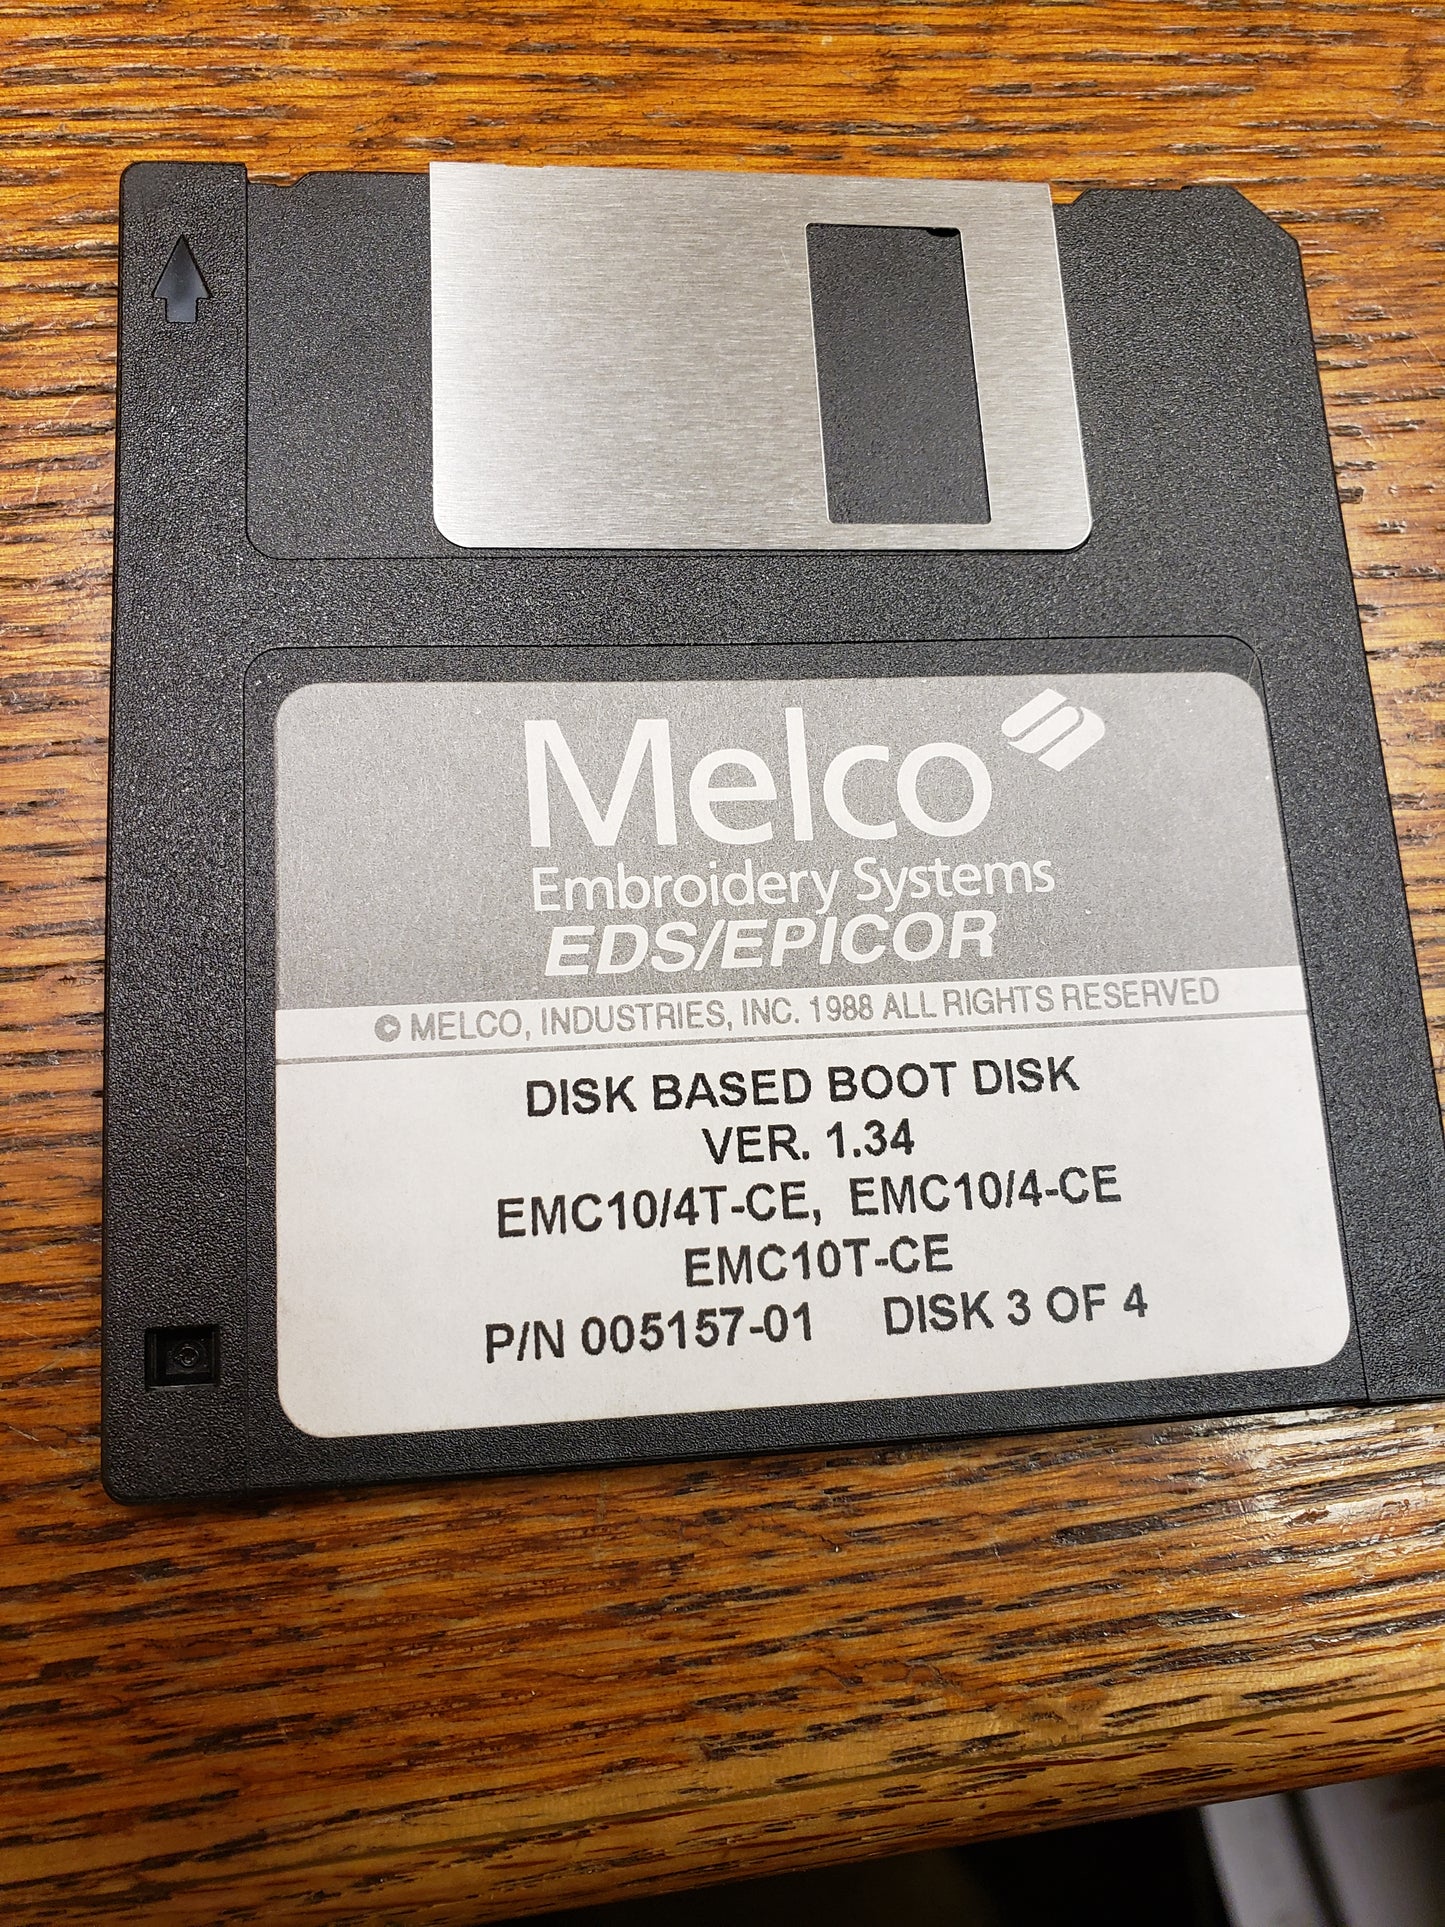 Melco
Embroidery Systems
EDS/EPICOR
© MELCO, INDUSTRIES, INC. 1988 ALL RIGHTS RESERVED
DISK BASED BOOT DISK
VER. 1.34
EMC10/4T-CE, EMC10/4-CE
EMC10T-CE
P/N 005157-01 DISK 3 OF 4